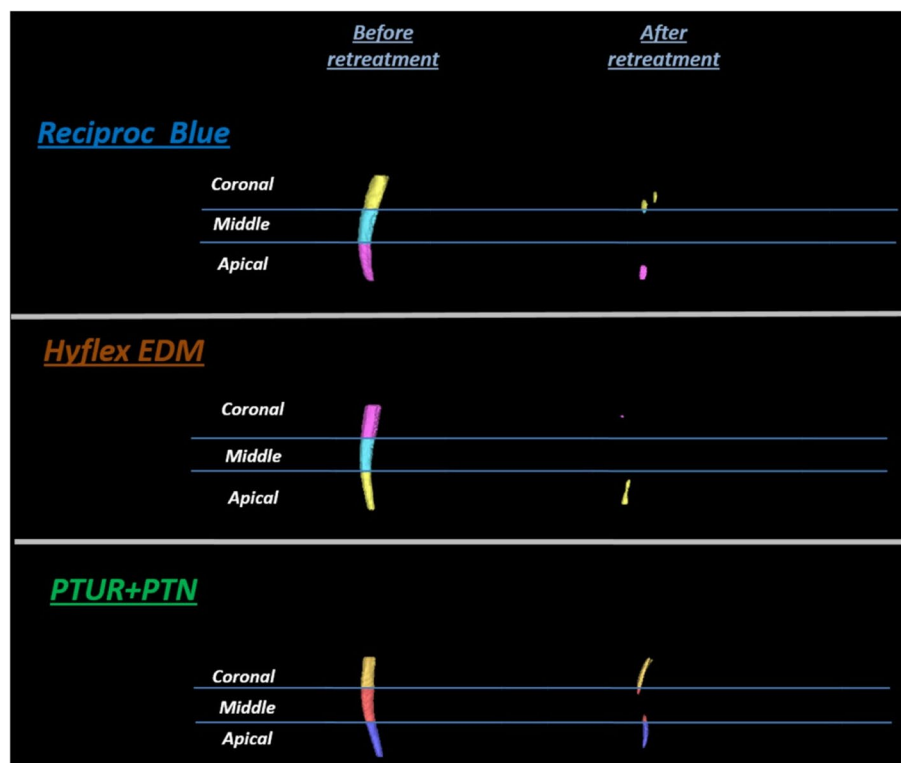 Before
retreatment
After
retreatment
Reciproc Blue
Coronal
Middle
Apical
Hyflex EDM
Coronal
Middle
Apical
PTUR+PTN
Coronal
Middle
Apical